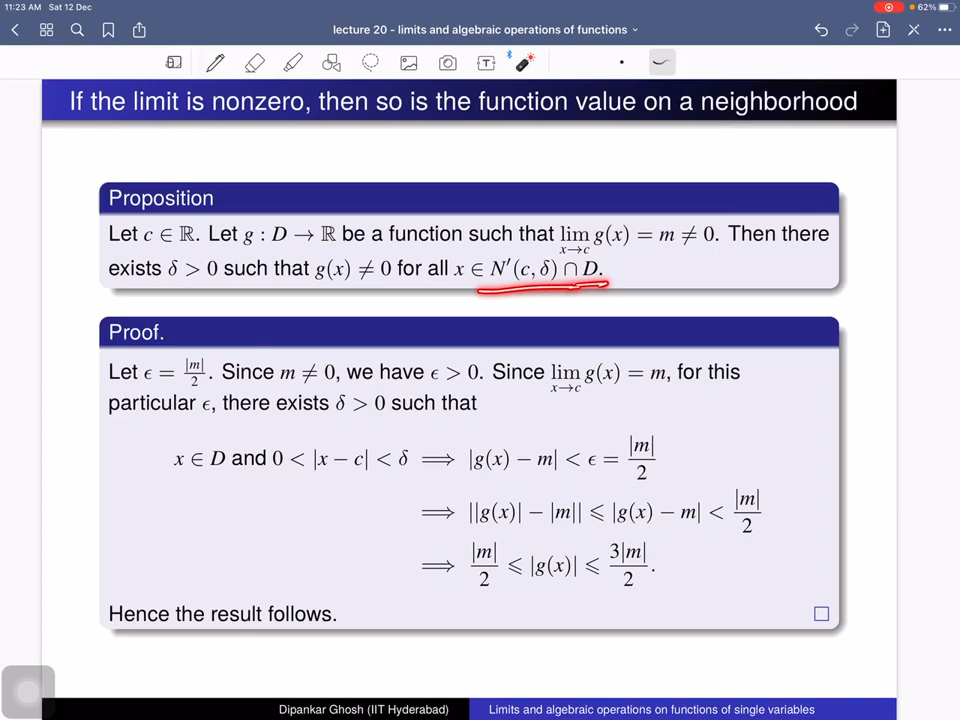 11:23 AM Sat 12 Dec
62%
lecture 20 - limits and algebraic operations of functions
If the limit is nonzero, then so is the function value on a neighborhood
Proposition
Let c ∈ ℝ. Let g : D → ℝ be a function such that lim_{x→c} g(x) = m ≠ 0. Then there
exists δ > 0 such that g(x) ≠ 0 for all x ∈ N′(c, δ) ∩ D.
Proof.
Let ϵ = |m|/2. Since m ≠ 0, we have ϵ > 0. Since lim_{x→c} g(x) = m, for this
particular ϵ, there exists δ > 0 such that
x ∈ D and 0 < |x − c| < δ ⟹ |g(x) − m| < ϵ = |m|/2
⟹ ||g(x)| − |m|| ⩽ |g(x) − m| < |m|/2
⟹ |m|/2 ⩽ |g(x)| ⩽ 3|m|/2.
Hence the result follows. □
Dipankar Ghosh (IIT Hyderabad) Limits and algebraic operations on functions of single variables